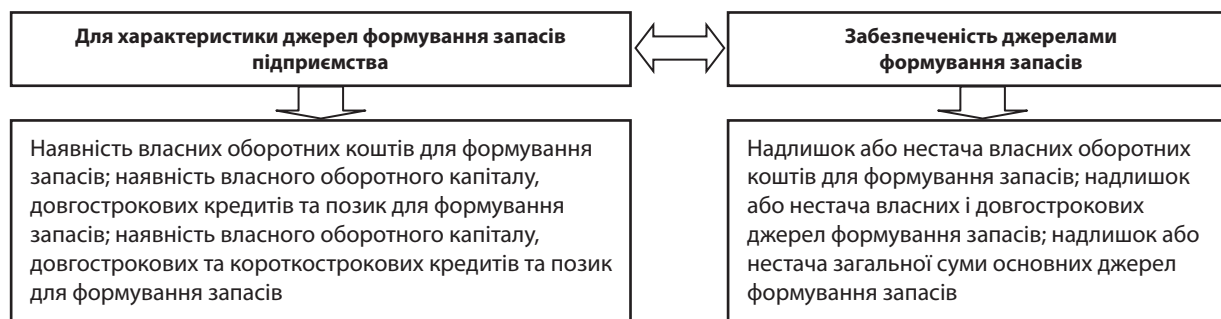 Для характеристики джерел формування запасів
підприємства
Забезпеченість джерелами
формування запасів
Наявність власних оборотних коштів для формування
запасів; наявність власного оборотного капіталу,
довгострокових кредитів та позик для формування
запасів; наявність власного оборотного капіталу,
довгострокових та короткострокових кредитів та позик
для формування запасів
Надлишок або нестача власних оборотних
коштів для формування запасів; надлишок
або нестача власних і довгострокових
джерел формування запасів; надлишок або
нестача загальної суми основних джерел
формування запасів